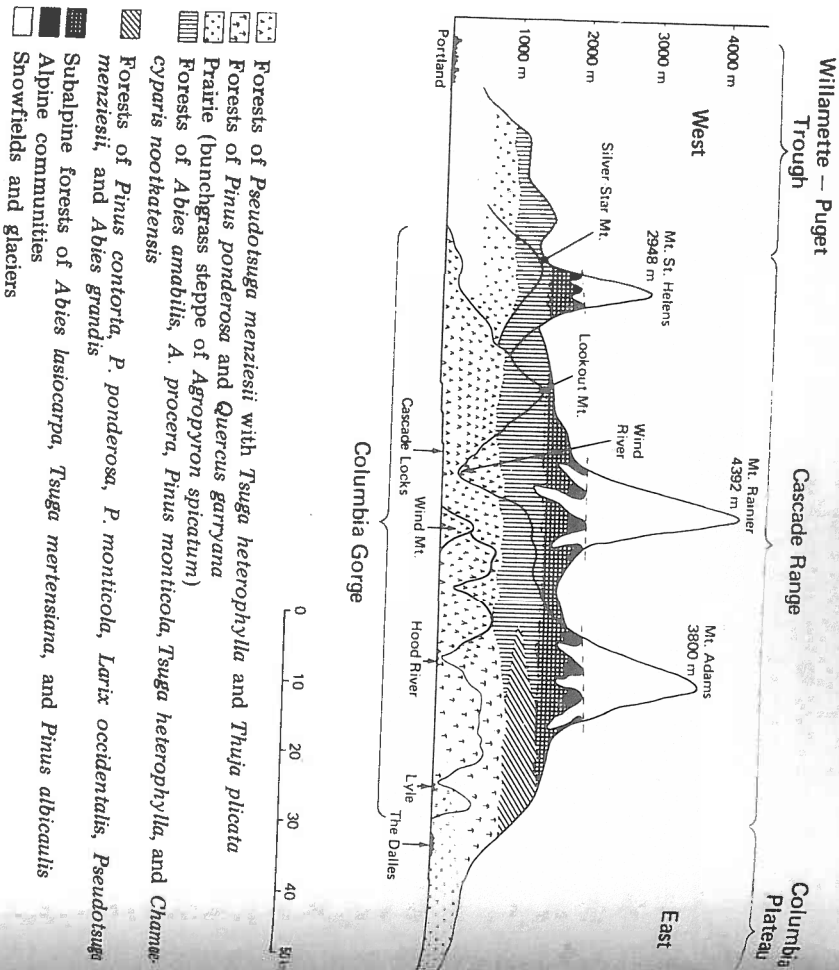 Willamette — Puget
Trough
Cascade Range
Columbia
Plateau
West
East
4000 m
3000 m
2000 m
1000 m
Portland
Silver Star Mt.
Mt. St. Helens
2948 m
Lookout Mt.
Wind
River
Mt. Rainier
4392 m
Mt. Adams
3800 m
Cascade Locks
Wind Mt.
Hood River
Lyle
The Dalles
Columbia Gorge
0
10
20
30
40
50
Forests of Pseudotsuga menziesii with Tsuga heterophylla and Thuja plicata
Forests of Pinus ponderosa and Quercus garryana
Prairie (bunchgrass steppe of Agropyron spicatum)
Forests of Abies amabilis, A. procera, Pinus monticola, Tsuga heterophylla, and Chamae-
cyparis nootkatensis
Forests of Pinus contorta, P. ponderosa, P. monticola, Larix occidentalis, Pseudotsuga
menziesii, and Abies grandis
Subalpine forests of Abies lasiocarpa, Tsuga mertensiana, and Pinus albicaulis
Alpine communities
Snowfields and glaciers